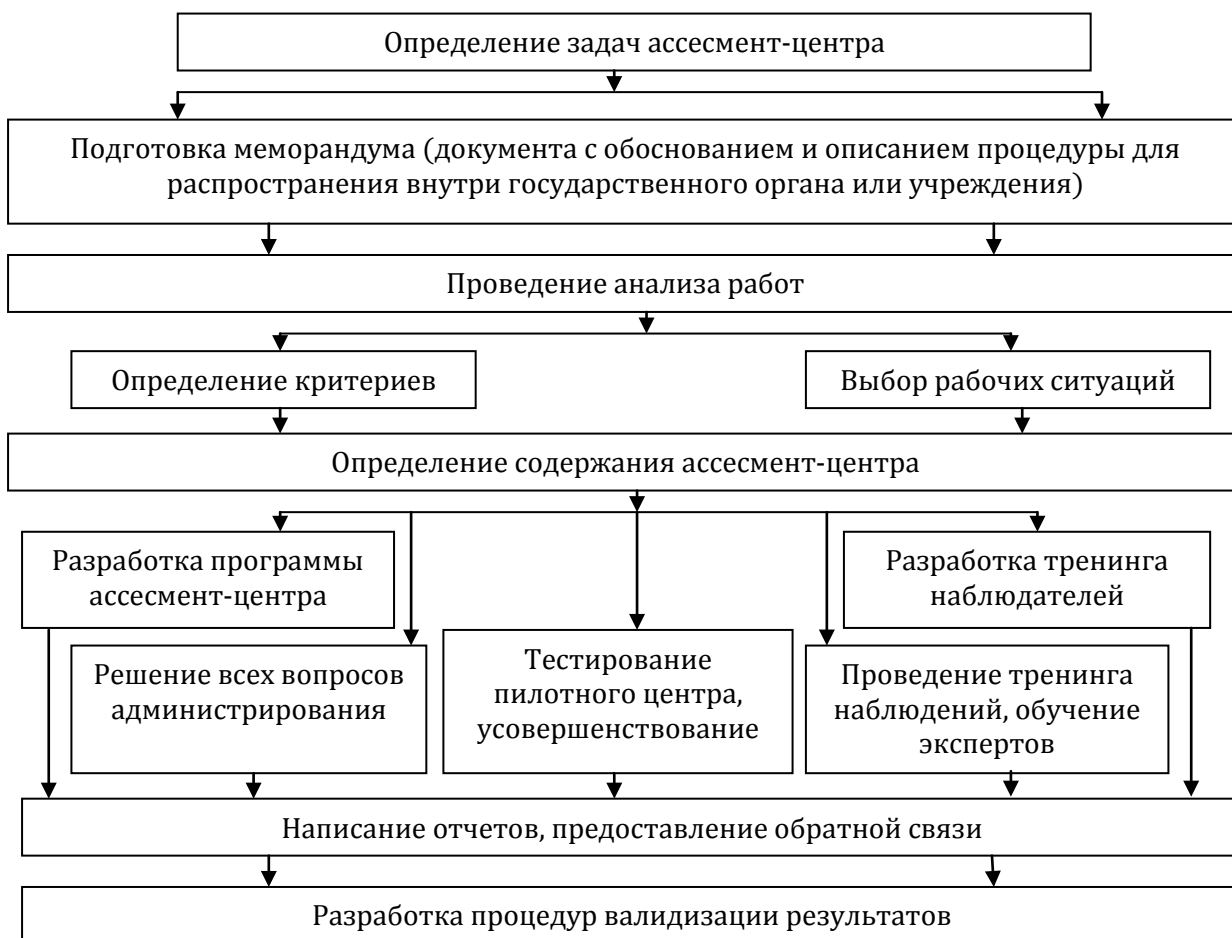 Определение задач ассесмент-центра
Подготовка меморандума (документа с обоснованием и описанием процедуры для
распространения внутри государственного органа или учреждения)
Проведение анализа работ
Определение критериев
Выбор рабочих ситуаций
Определение содержания ассесмент-центра
Разработка программы
ассесмент-центра
Разработка тренинга
наблюдателей
Решение всех вопросов
администрирования
Тестирование
пилотного центра,
усовершенствование
Проведение тренинга
наблюдений, обучение
экспертов
Написание отчетов, предоставление обратной связи
Разработка процедур валидизации результатов